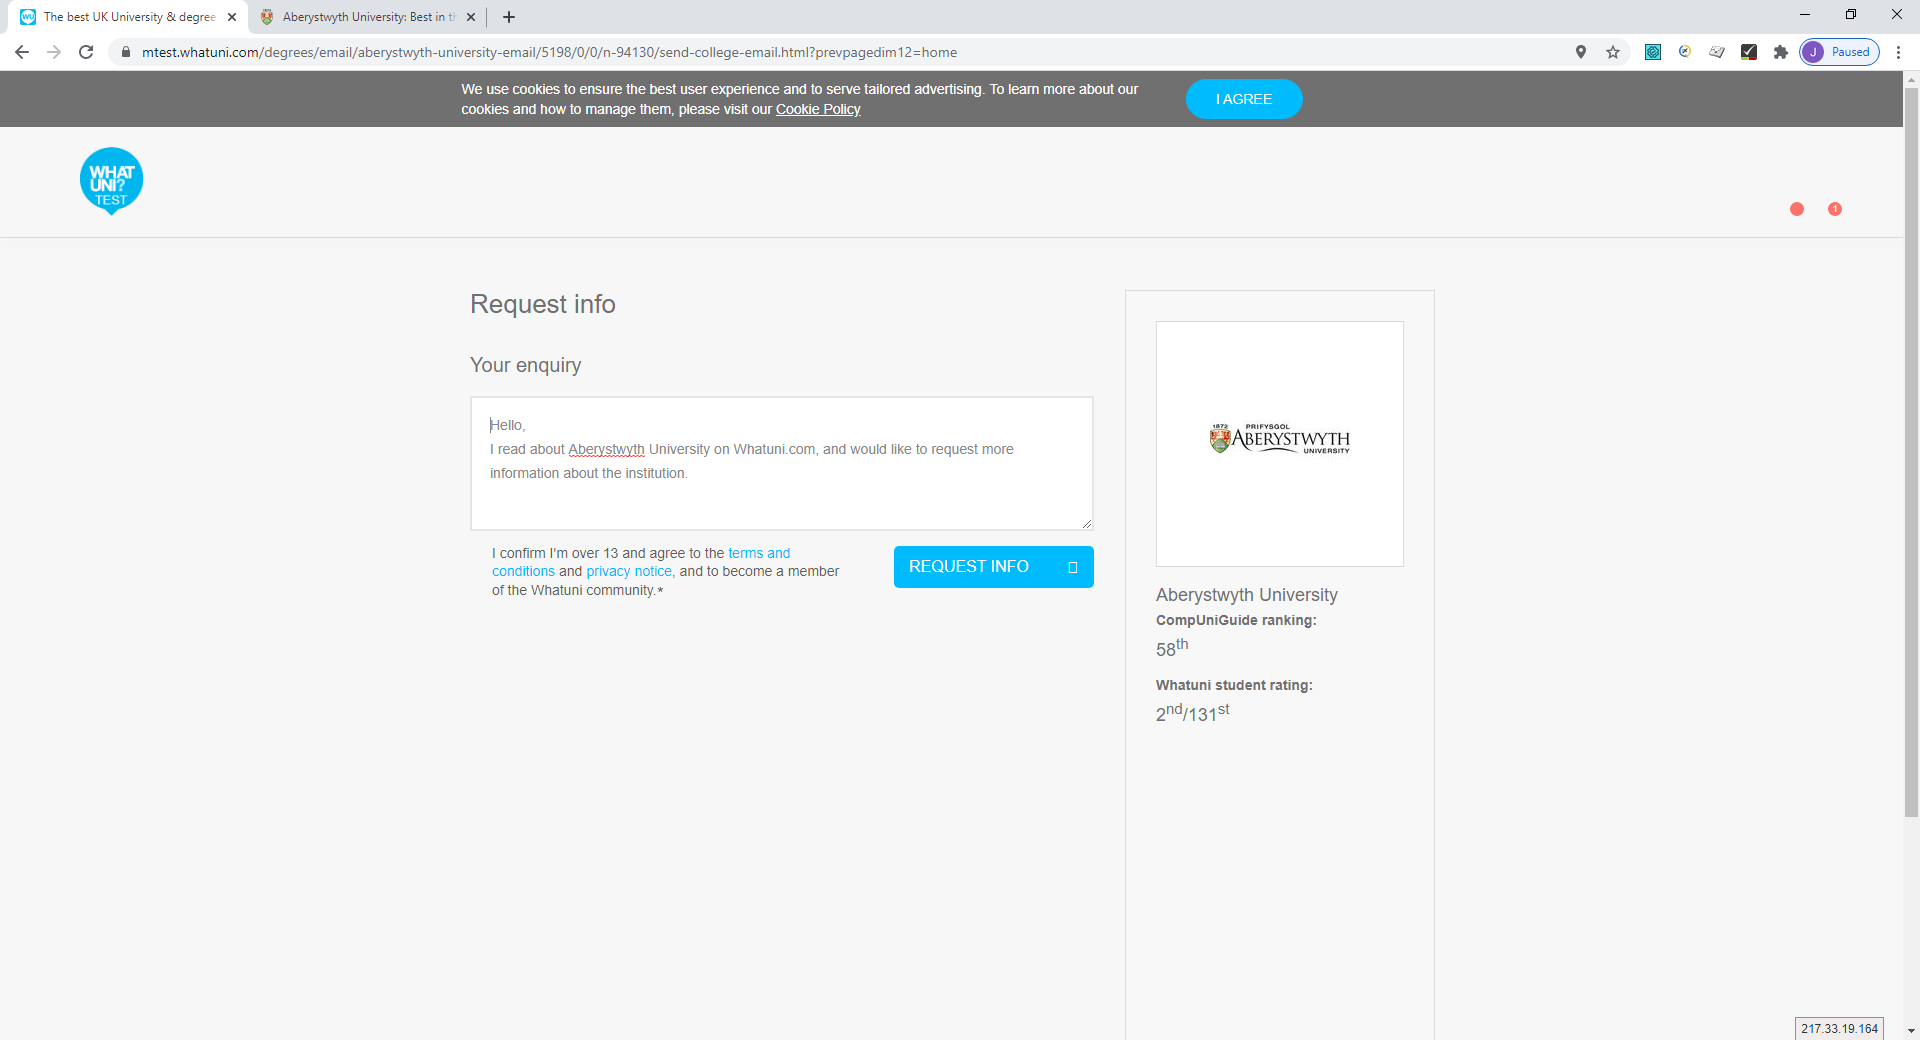 The best UK University & degree
Aberystwyth University: Best in th
mtest.whatuni.com/degrees/email/aberystwyth-university-email/5198/0/0/n-94130/send-college-email.html?prevpagedim12=home
J Paused
We use cookies to ensure the best user experience and to serve tailored advertising. To learn more about our
cookies and how to manage them, please visit our Cookie Policy
I AGREE
WHAT
UNI?
TEST
1
Request info
Your enquiry
Hello,
I read about Aberystwyth University on Whatuni.com, and would like to request more
information about the institution.
I confirm I'm over 13 and agree to the terms and
conditions and privacy notice, and to become a member
of the Whatuni community.*
REQUEST INFO
1872 PRIFYSGOL
ABERYSTWYTH
UNIVERSITY
Aberystwyth University
CompUniGuide ranking:
58th
Whatuni student rating:
2nd/131st
217.33.19.164